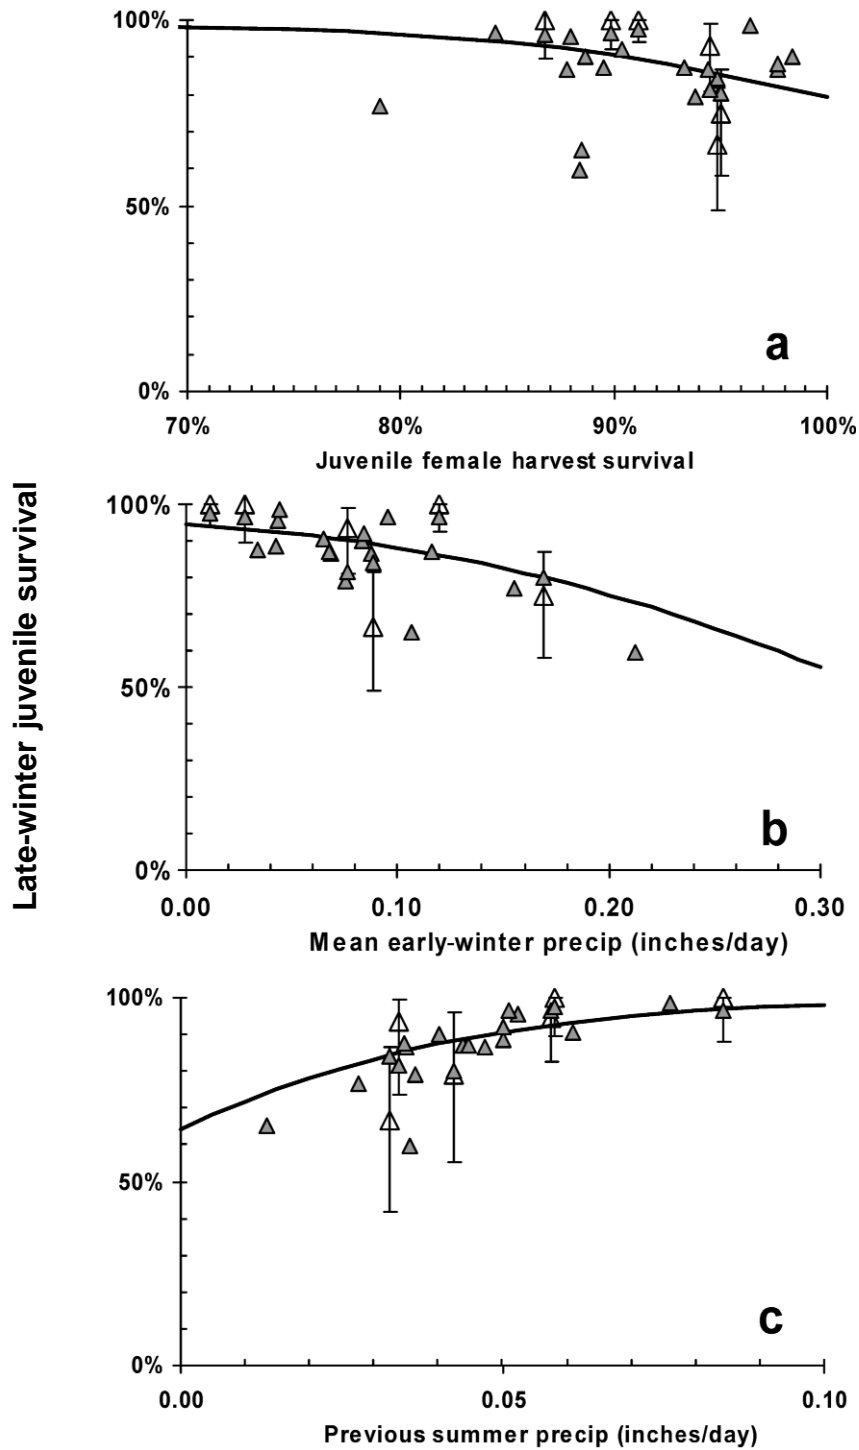 Late-winter juvenile survival
100%
50%
0%
a
70% 80% 90% 100%
Juvenile female harvest survival
100%
50%
0%
b
0.00 0.10 0.20 0.30
Mean early-winter precip (inches/day)
100%
50%
0%
c
0.00 0.05 0.10
Previous summer precip (inches/day)